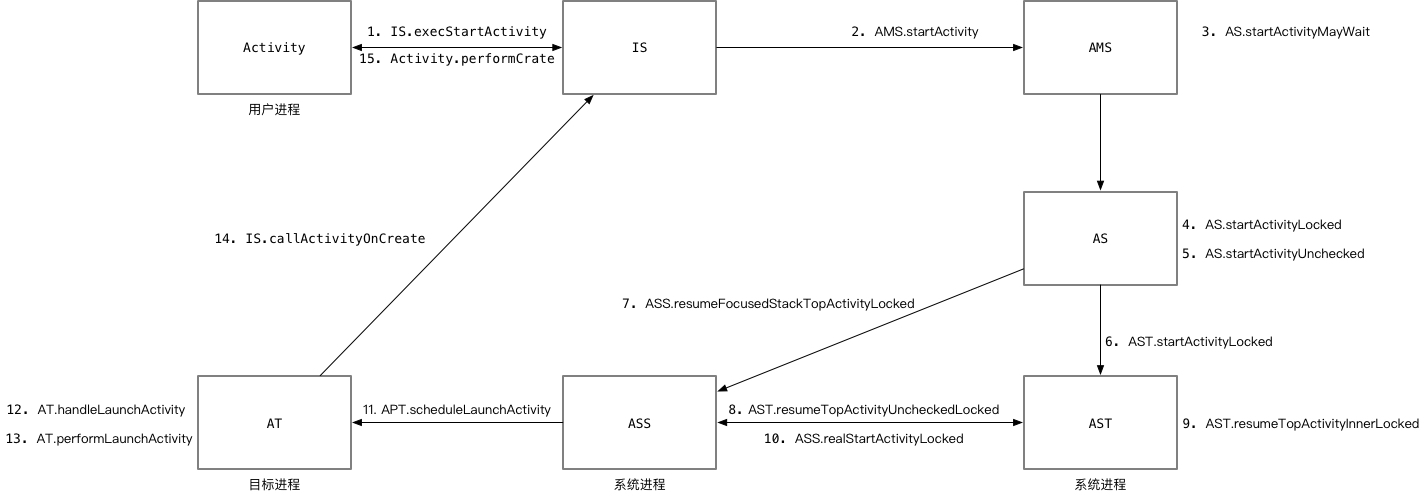 1. IS.execStartActivity
2. AMS.startActivity
3. AS.startActivityMayWait
Activity
IS
AMS
15. Activity.performCrate
用户进程
4. AS.startActivityLocked
14. IS.callActivityOnCreate
AS
5. AS.startActivityUnchecked
7. ASS.resumeFocusedStackTopActivityLocked
6. AST.startActivityLocked
12. AT.handleLaunchActivity
11. APT.scheduleLaunchActivity
8. AST.resumeTopActivityUncheckedLocked
AT
ASS
AST
9. AST.resumeTopActivityInnerLocked
13. AT.performLaunchActivity
10. ASS.realStartActivityLocked
目标进程
系统进程
系统进程